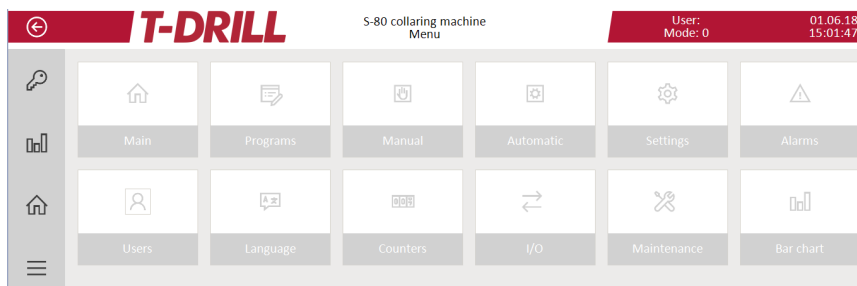 T-DRILL
S-80 collaring machine
Menu
User:
Mode: 0
01.06.18
15:01:47
Main
Programs
Manual
Automatic
Settings
Alarms
Users
Language
Counters
I/O
Maintenance
Bar chart